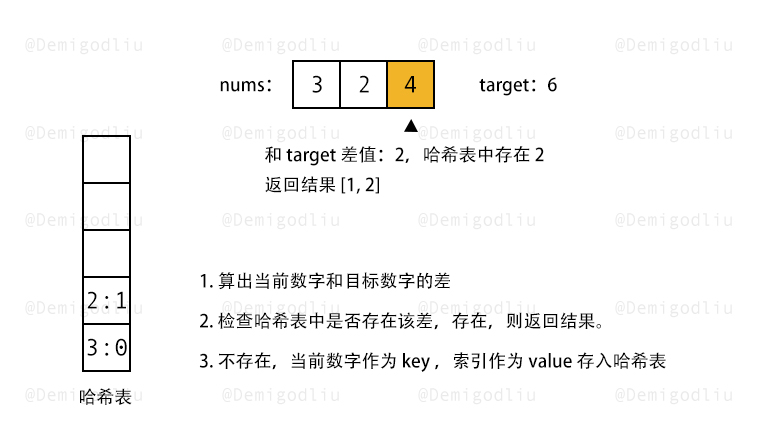 @Demigodliu @Demigodliu @Demigodliu @Demigodliu
nums： 3 2 4 target：6
@Demigodliu @Demigodliu @Demigodliu @Demigodliu
和 target 差值：2，哈希表中存在 2
返回结果 [1, 2]
@Demigodliu @Demigodliu @Demigodliu @Demigodliu
1. 算出当前数字和目标数字的差
2:1
@Demigodliu @Demigodliu @Demigodliu @Demigodliu
2. 检查哈希表中是否存在该差，存在，则返回结果。
3:0
3. 不存在，当前数字作为 key ，索引作为 value 存入哈希表
@Demigodliu @Demigodliu @Demigodliu @Demigodliu
哈希表